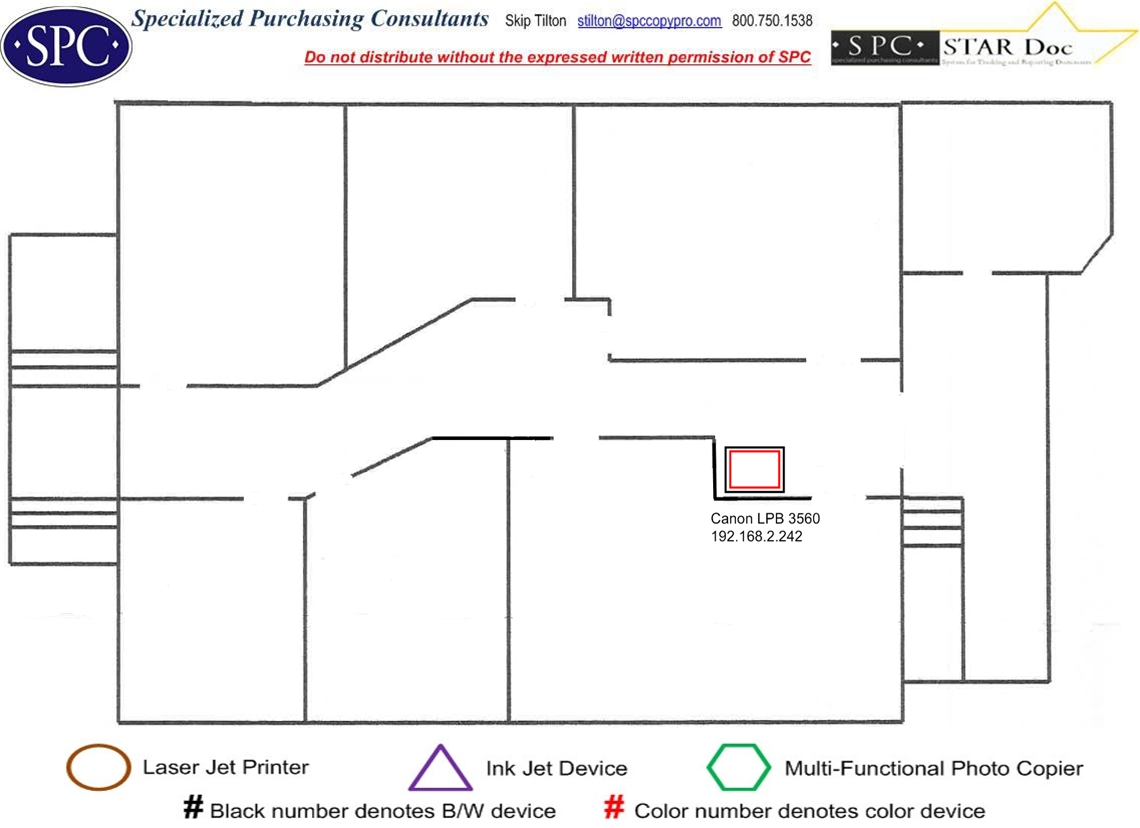 Specialized Purchasing Consultants Skip Tilton stilton@spccopypro.com 800.750.1538
·SPC·
Do not distribute without the expressed written permission of SPC
·SPC· STAR Doc
specialized purchasing consultants System for Tracking and Reporting Documents
Canon LPB 3560
192.168.2.242
Laser Jet Printer Ink Jet Device Multi-Functional Photo Copier
# Black number denotes B/W device # Color number denotes color device